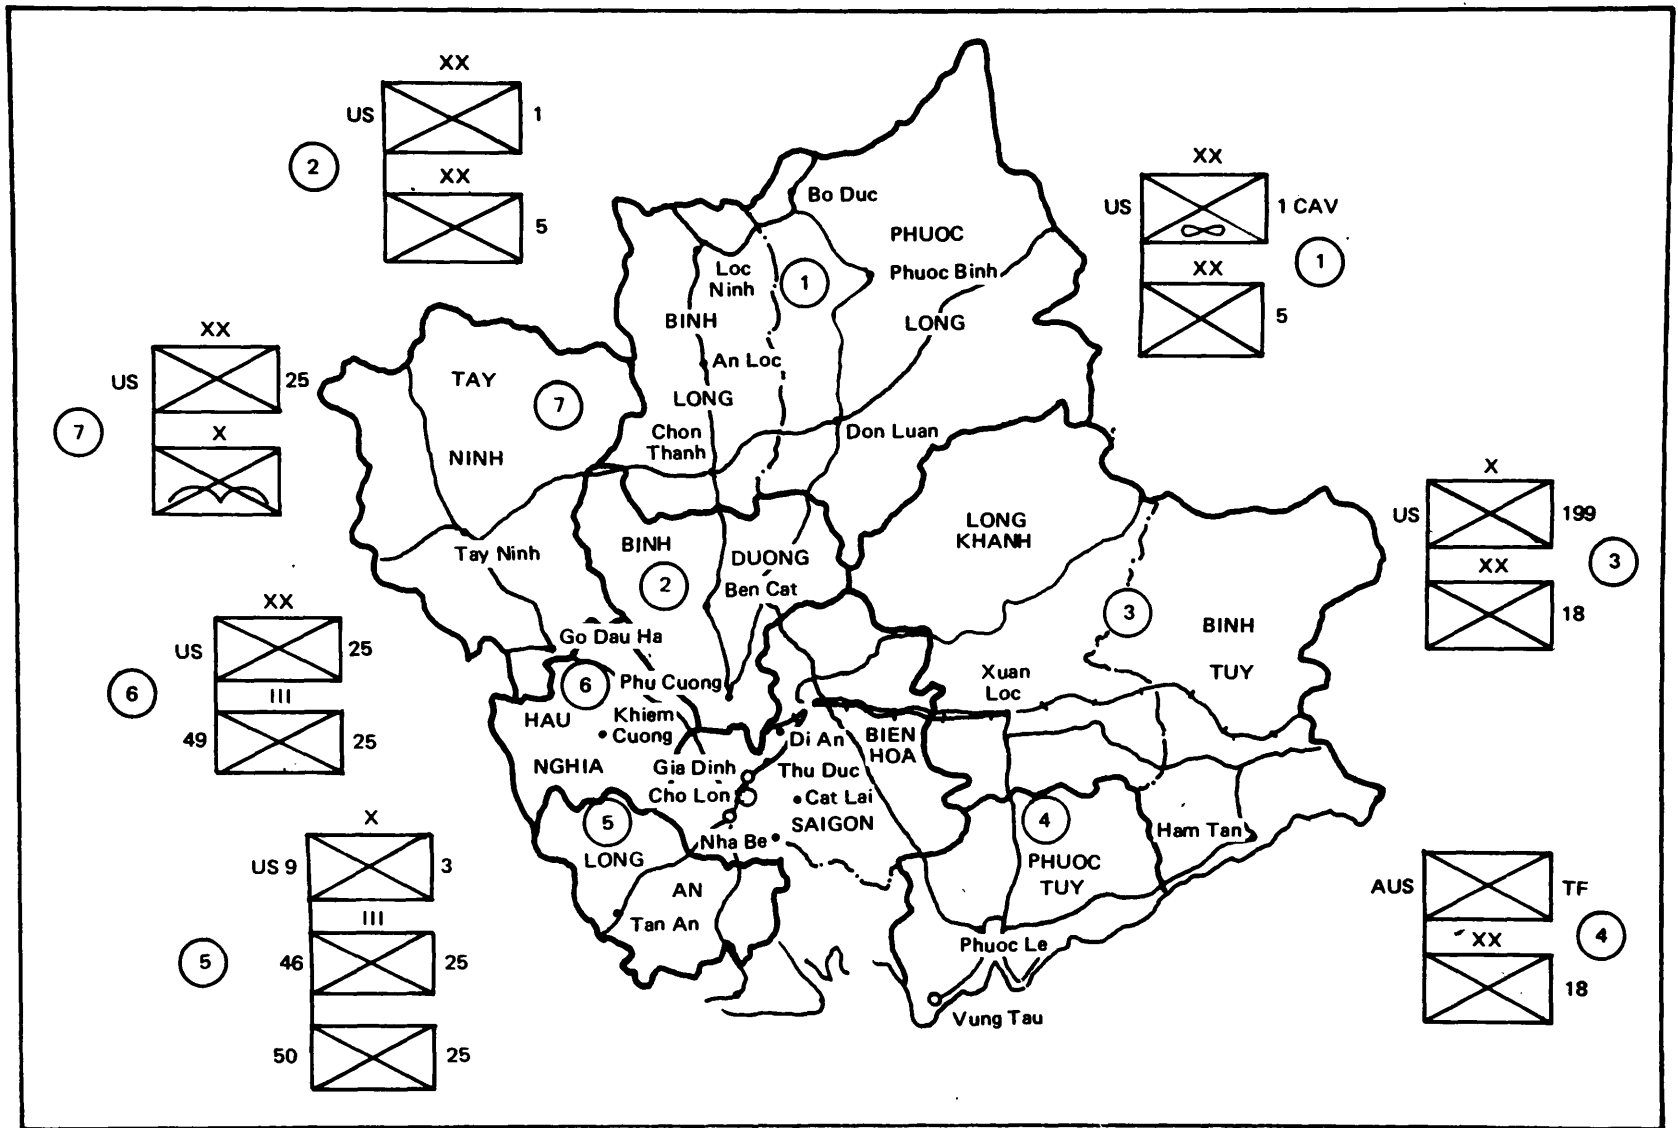 XX
US 1
2
XX
5
XX
US 1 CAV
1
XX
5
XX
US 25
7
X
X
US 199
3
XX
18
XX
US 25
6
III
49 25
X
US 9 3
III
5
46 25
50 25
AUS TF
4
XX
18
Bo Duc
PHUOC
Phuoc Binh
LONG
1
Loc
Ninh
BINH
An Loc
LONG
Chon
Thanh
Don Luan
TAY
7
NINH
Tay Ninh
BINH
DUONG
2
Ben Cat
LONG
KHANH
3
BINH
TUY
Xuan
Loc
Go Dau Ha
6
Phu Cuong
HAU
Khiem
Cuong
NGHIA
Di An
BIEN
HOA
Gia Dinh
Thu Duc
Cho Lon
Cat Lai
SAIGON
5
Nha Be
LONG
AN
Tan An
4
PHUOC
TUY
Ham Tan
Phuoc Le
Vung Tau